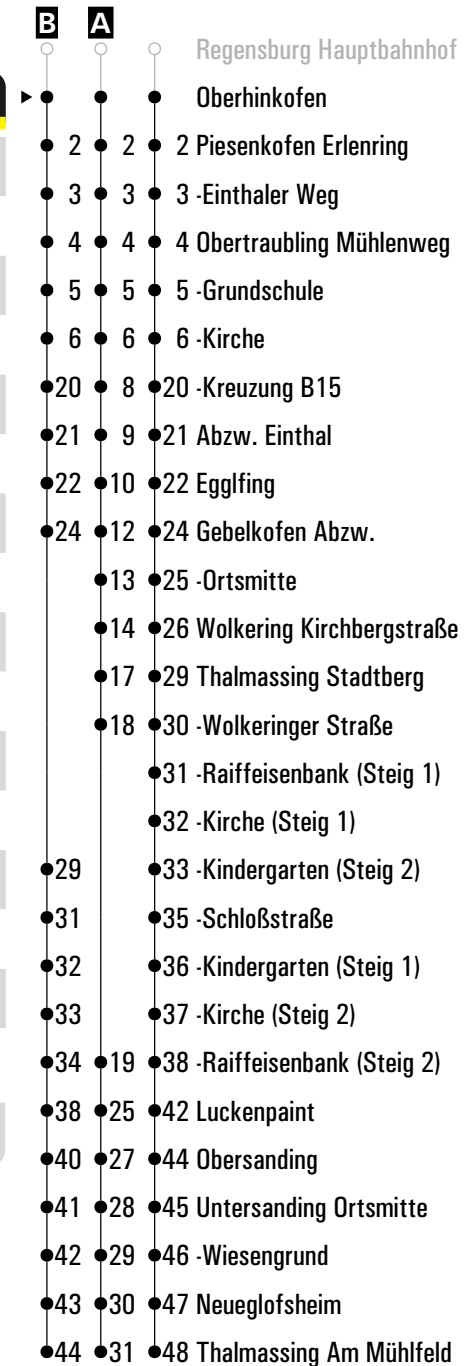 B A
Regensburg Hauptbahnhof
Oberhinkofen
2 2 2 Piesenkofen Erlenring
3 3 3 -Einthaler Weg
4 4 4 Obertraubling Mühlenweg
5 5 5 -Grundschule
6 6 6 -Kirche
20 8 20 -Kreuzung B15
21 9 21 Abzw. Einthal
22 10 22 Egglfing
24 12 24 Gebelkofen Abzw.
13 25 -Ortsmitte
14 26 Wolkering Kirchbergstraße
17 29 Thalmassing Stadtberg
18 30 -Wolkeringer Straße
31 -Raiffeisenbank (Steig 1)
32 -Kirche (Steig 1)
29 33 -Kindergarten (Steig 2)
31 35 -Schloßstraße
32 36 -Kindergarten (Steig 1)
33 37 -Kirche (Steig 2)
34 19 38 -Raiffeisenbank (Steig 2)
38 25 42 Luckenpaint
40 27 44 Obersanding
41 28 45 Untersanding Ortsmitte
42 29 46 -Wiesengrund
43 30 47 Neueglofsheim
44 31 48 Thalmassing Am Mühlfeld